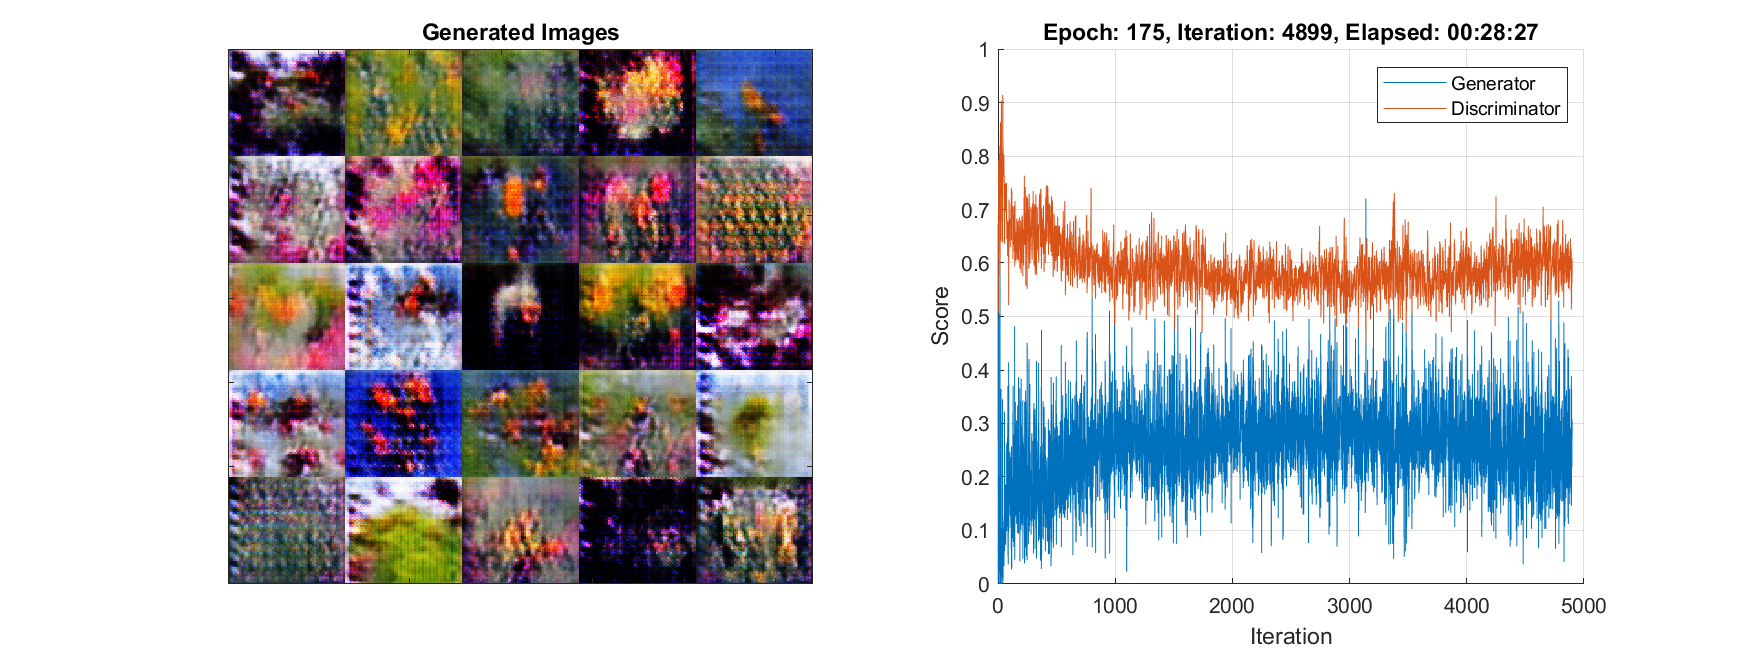 Generated Images
Epoch: 175, Iteration: 4899, Elapsed: 00:28:27
Generator
Discriminator
1
0.9
0.8
0.7
0.6
0.5
0.4
0.3
0.2
0.1
0
Score
0 1000 2000 3000 4000 5000
Iteration